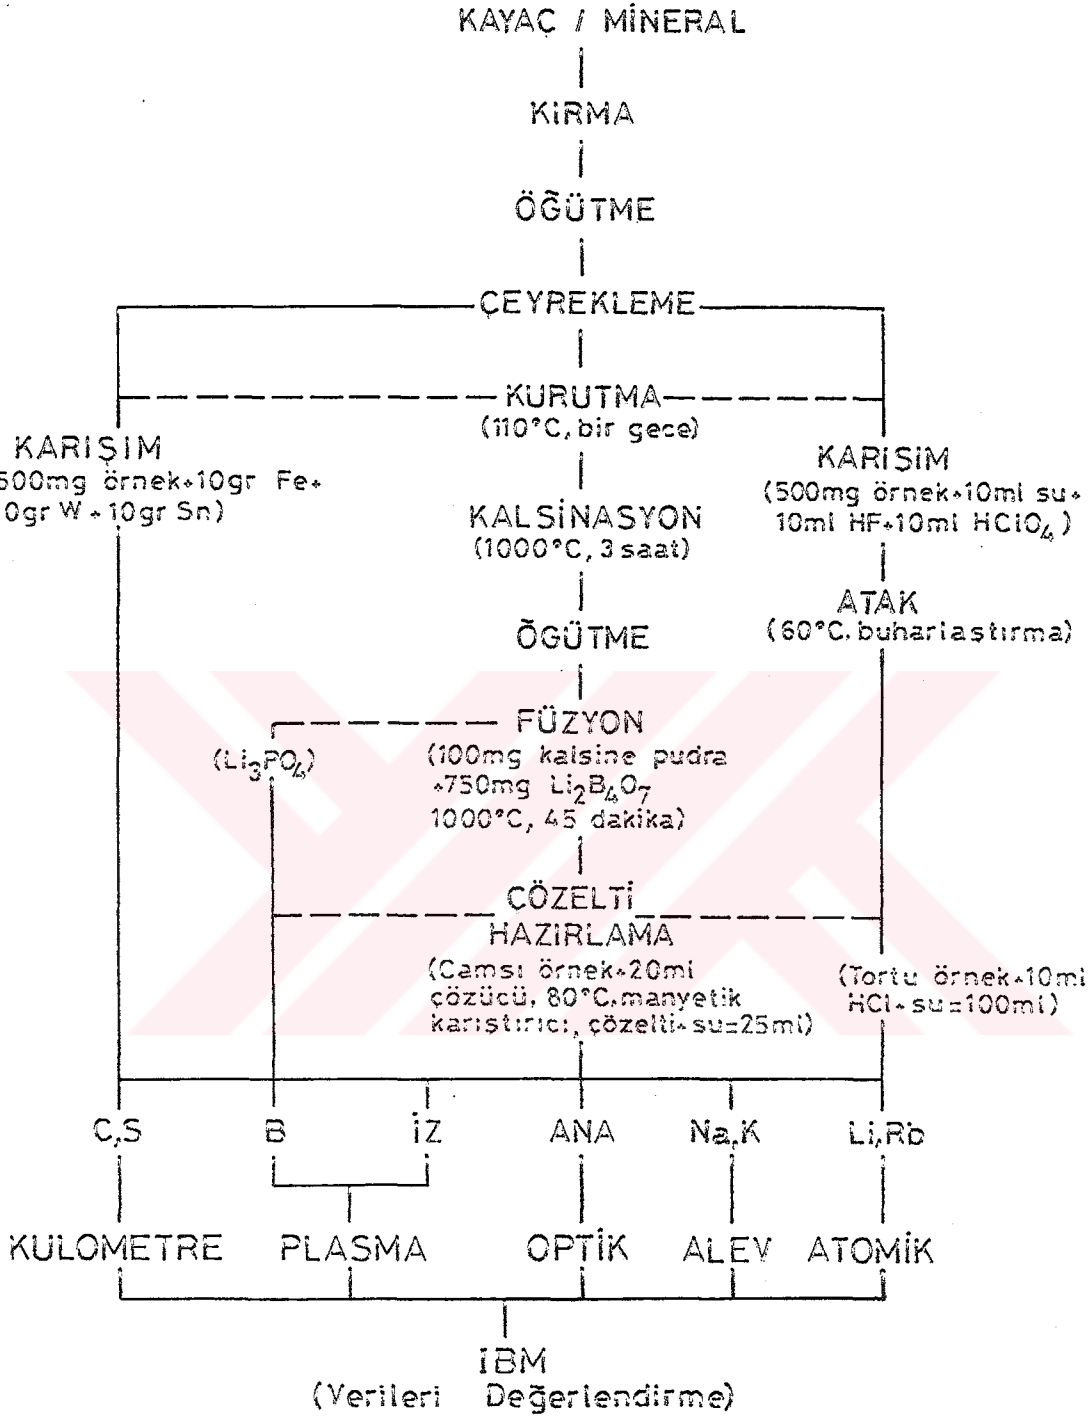 KAYAÇ / MİNERAL
KIRMA
ÖĞÜTME
ÇEYREKLEME
KURUTMA
(110°C, bir gece)
KARIŞIM
500mg örnek+10gr Fe+
0gr W + 10gr Sn)
KARIŞIM
(500mg örnek+10ml su+
10ml HF+10ml HClO₄)
KALSİNASYON
(1000°C, 3 saat)
ATAK
(60°C, buharlaştırma)
ÖĞÜTME
FÜZYON
(Li₃PO₄)
(100mg kalsine pudra
+750mg Li₂B₄O₇
1000°C, 45 dakika)
ÇÖZELTİ
HAZIRLAMA
(Camsı örnek+20ml
çözücü, 80°C, manyetik
karıştırıcı, çözelti+su=25ml)
(Tortu örnek+10ml
HCl+su=100ml)
C,S B İZ ANA Na,K Li,Rb
KULOMETRE PLASMA OPTİK ALEV ATOMİK
IBM
(Verileri Değerlendirme)